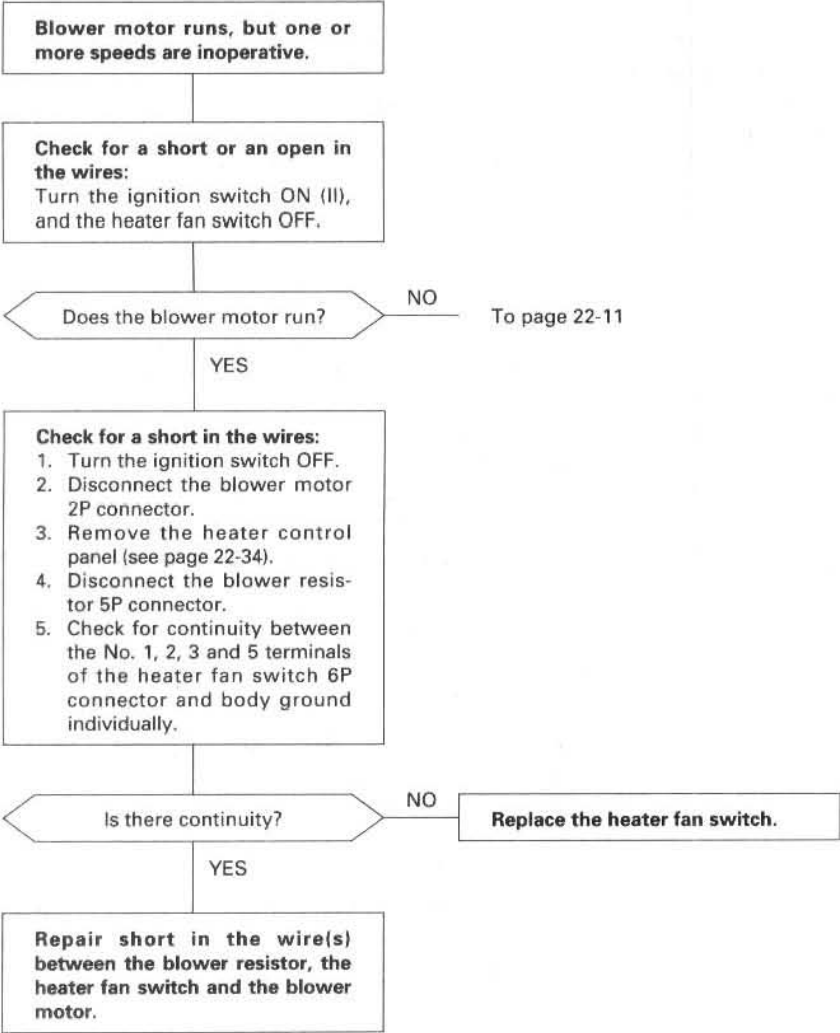 Blower motor runs, but one or
more speeds are inoperative.
Check for a short or an open in
the wires:
Turn the ignition switch ON (II),
and the heater fan switch OFF.
Does the blower motor run?
NO
To page 22-11
YES
Check for a short in the wires:
1. Turn the ignition switch OFF.
2. Disconnect the blower motor
2P connector.
3. Remove the heater control
panel (see page 22-34).
4. Disconnect the blower resis-
tor 5P connector.
5. Check for continuity between
the No. 1, 2, 3 and 5 terminals
of the heater fan switch 6P
connector and body ground
individually.
Is there continuity?
NO
Replace the heater fan switch.
YES
Repair short in the wire(s)
between the blower resistor, the
heater fan switch and the blower
motor.